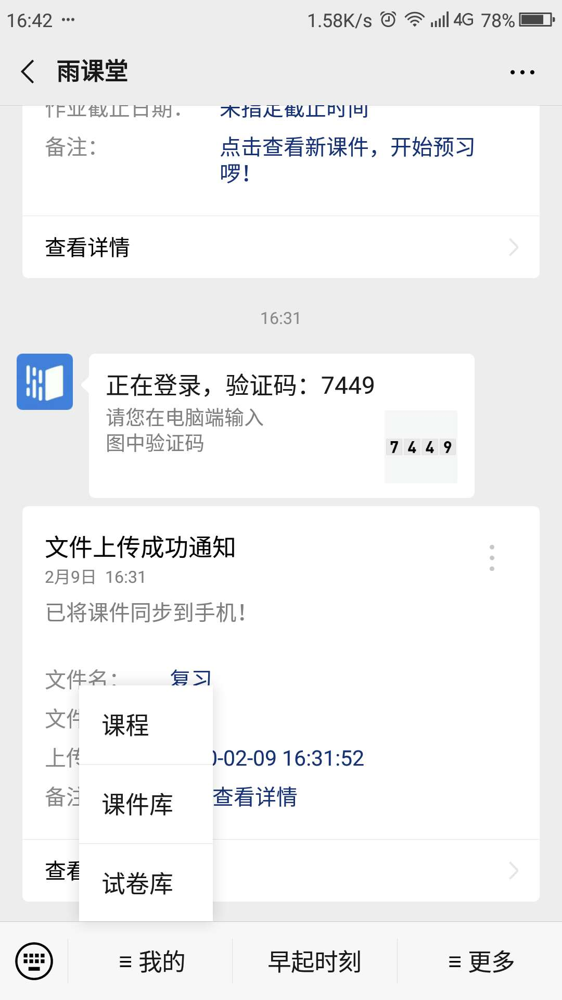 16:42 ··· 1.58K/s 4G 78%
雨课堂 ···
作业截止日期： 未指定截止时间
备注： 点击查看新课件，开始预习
啰！
查看详情
16:31
正在登录，验证码：7449
请您在电脑端输入
图中验证码
7 4 4 9
文件上传成功通知
2月9日 16:31
已将课件同步到手机！
文件名： 复习
文件
上传 0-02-09 16:31:52
备注 查看详情
查看
课程
课件库
试卷库
我的
早起时刻
更多